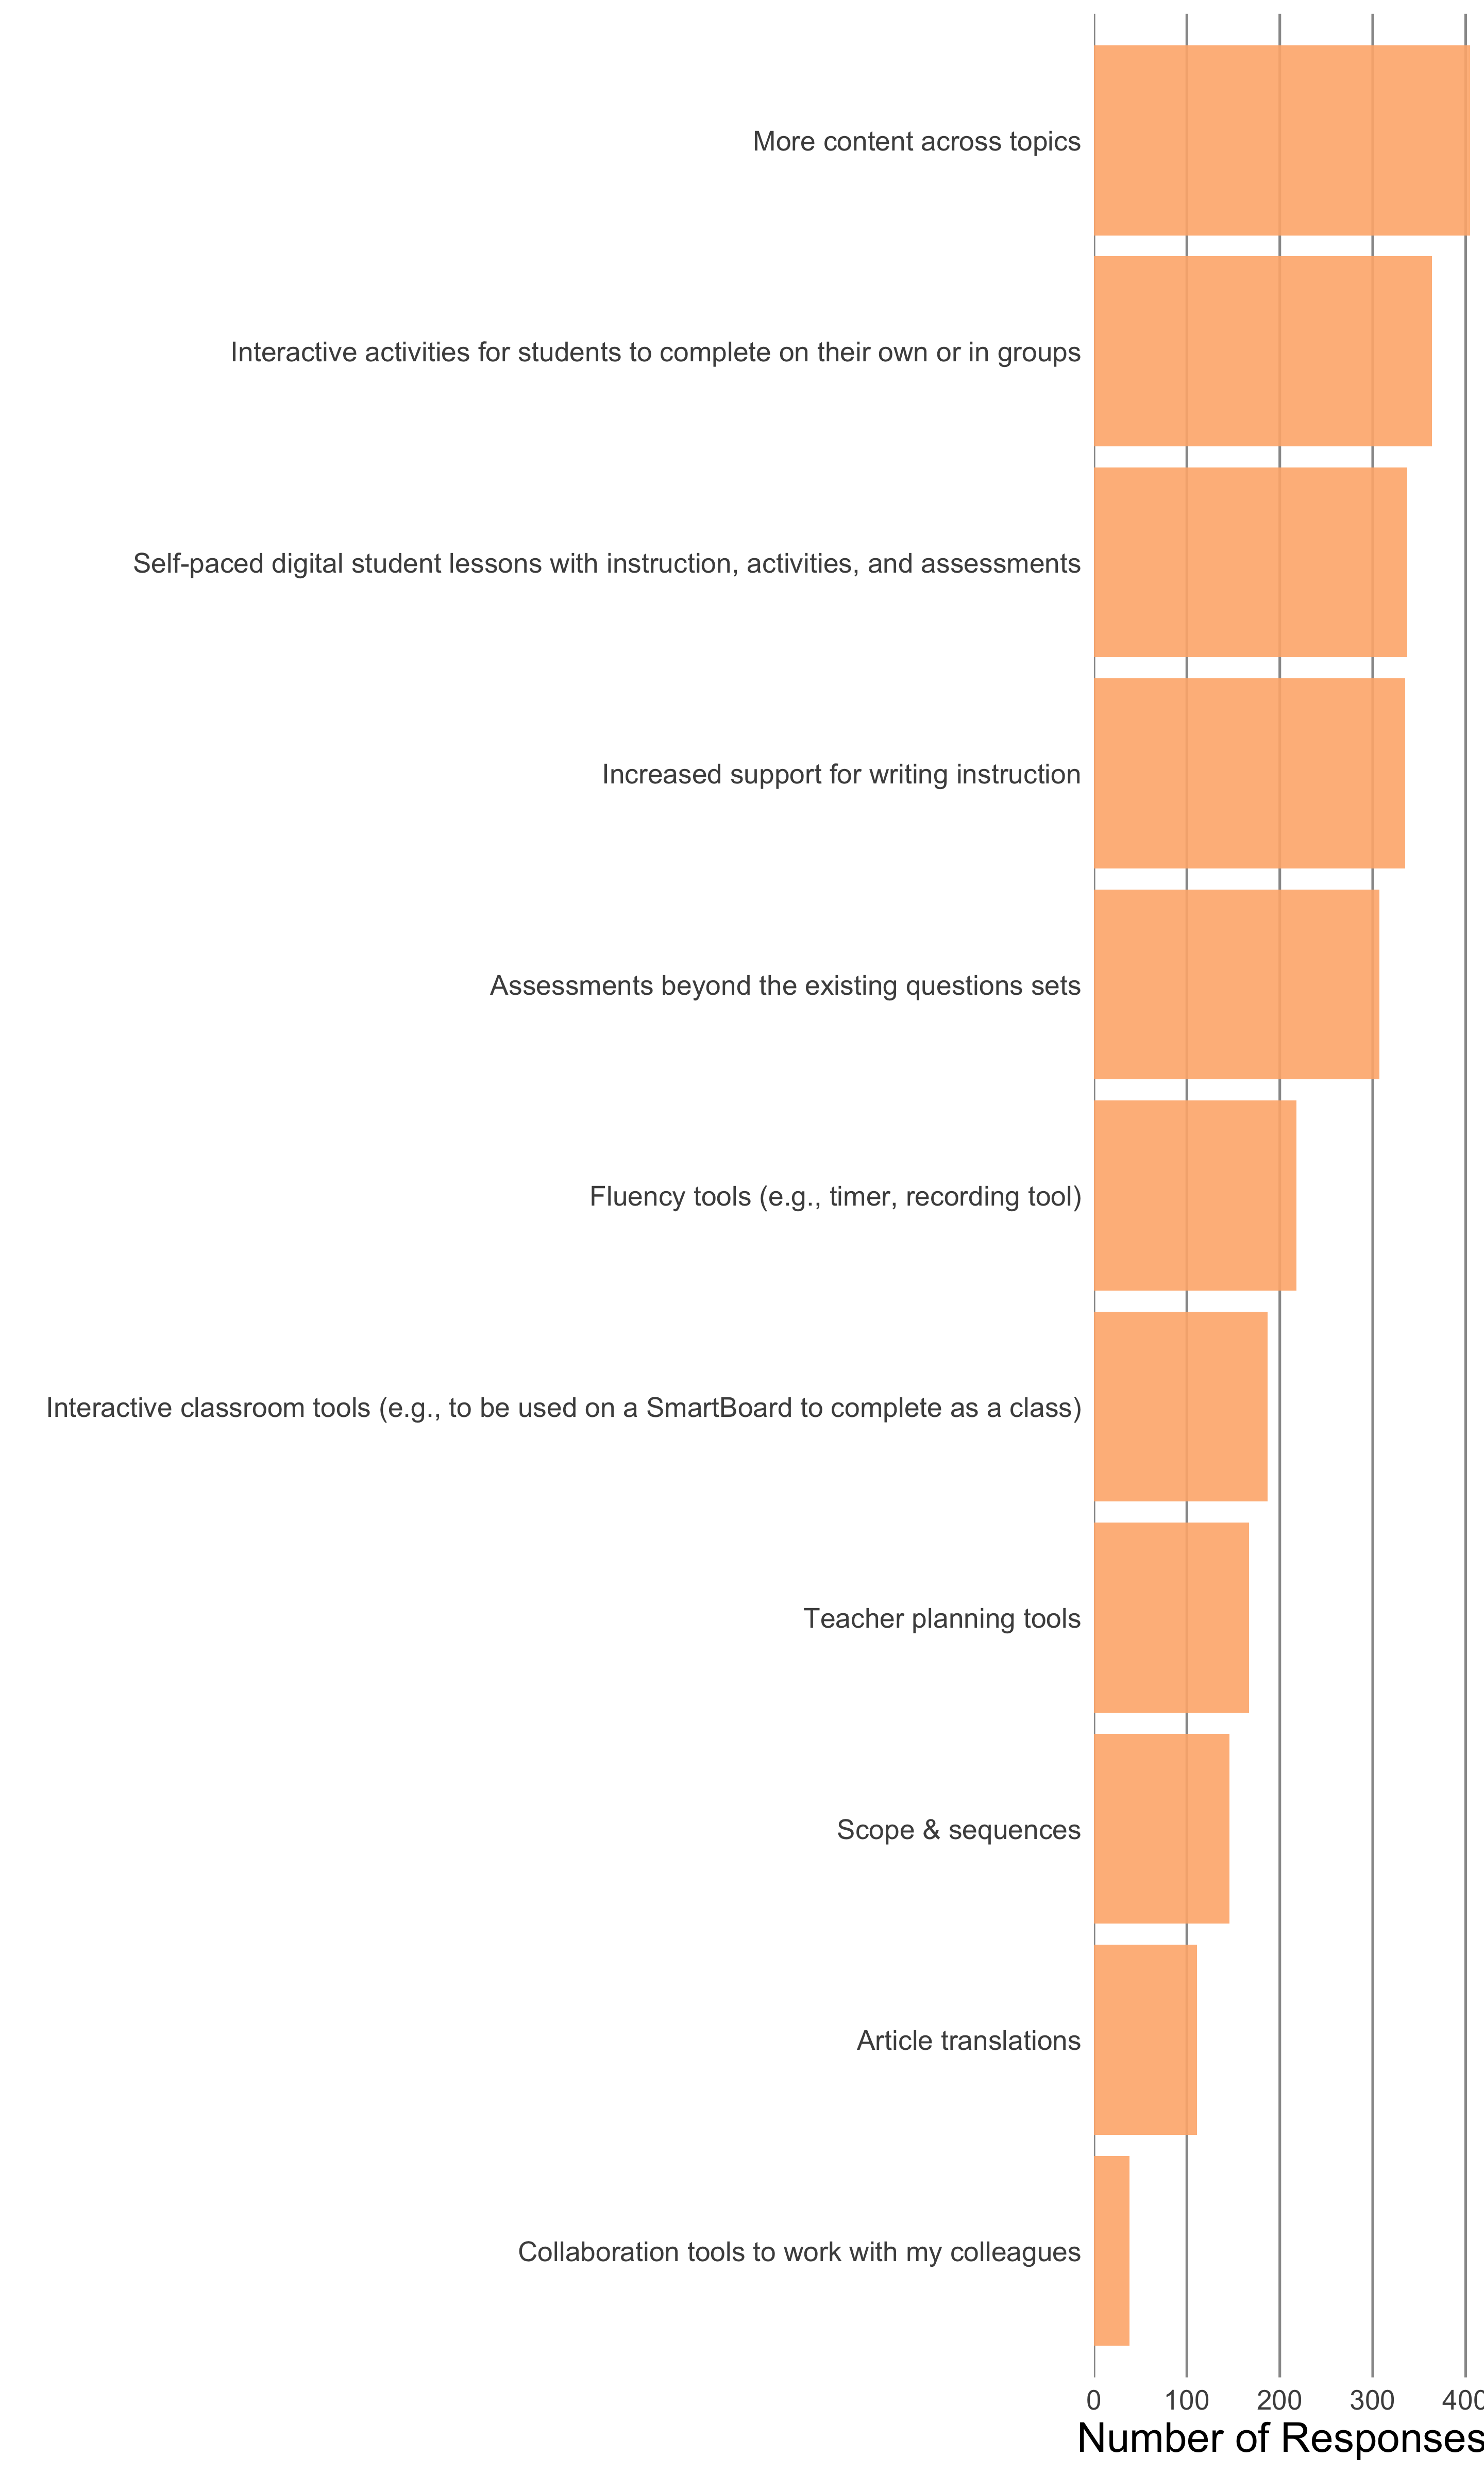 More content across topics
Interactive activities for students to complete on their own or in groups
Self-paced digital student lessons with instruction, activities, and assessments
Increased support for writing instruction
Assessments beyond the existing questions sets
Fluency tools (e.g., timer, recording tool)
Interactive classroom tools (e.g., to be used on a SmartBoard to complete as a class)
Teacher planning tools
Scope & sequences
Article translations
Collaboration tools to work with my colleagues
0 100 200 300 400
Number of Responses